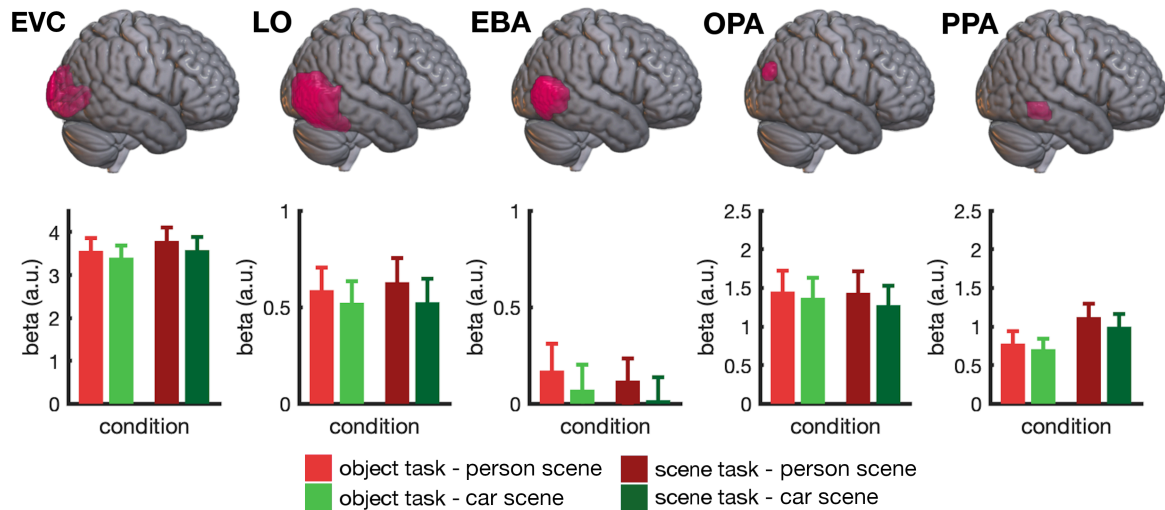 EVC LO EBA OPA PPA
beta (a.u.)
4
3
2
1
0
condition
beta (a.u.)
1
0.5
0
condition
beta (a.u.)
1
0.5
0
condition
beta (a.u.)
2.5
2
1.5
1
0.5
0
condition
beta (a.u.)
2.5
2
1.5
1
0.5
0
condition
object task - person scene
object task - car scene
scene task - person scene
scene task - car scene